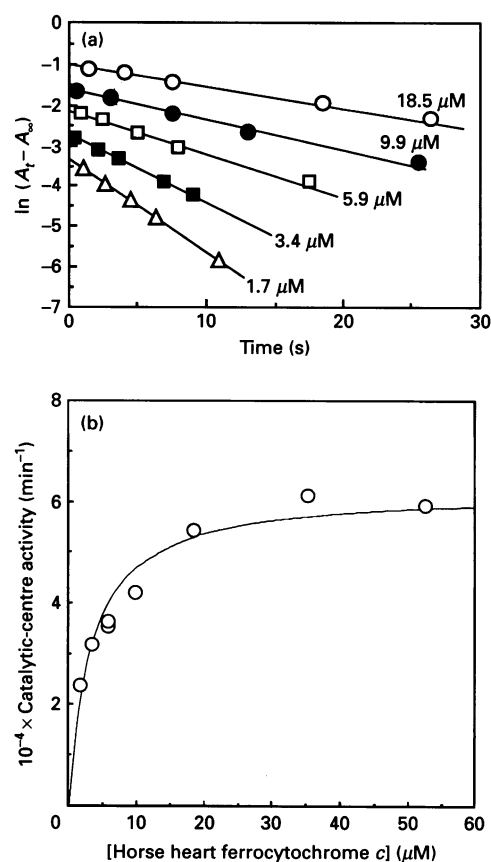 (a)
0
−1
−2
−3
−4
−5
−6
−7
ln (Aₜ – A∞)
18.5 μM
9.9 μM
5.9 μM
3.4 μM
1.7 μM
0 10 20 30
Time (s)
(b)
8
6
4
2
10⁻⁴ × Catalytic-centre activity (min⁻¹)
0 10 20 30 40 50 60
[Horse heart ferrocytochrome c] (μM)